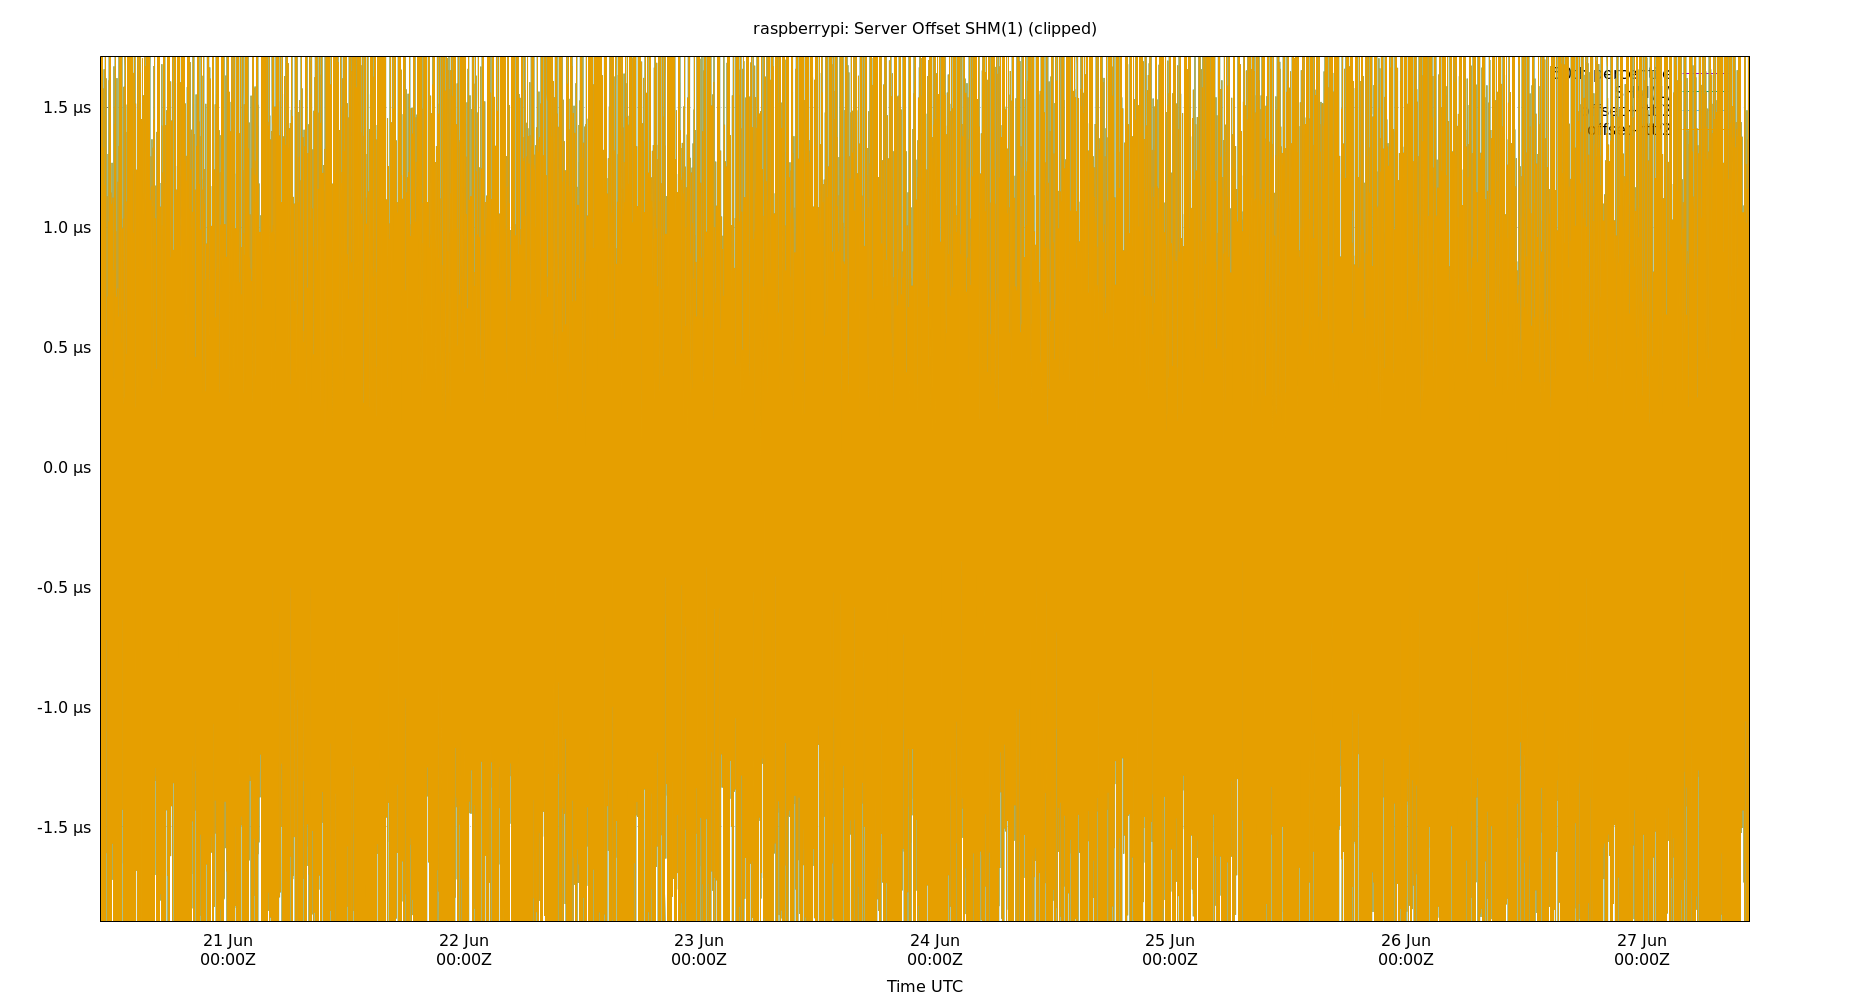 raspberrypi: Server Offset SHM(1) (clipped)
1.5 µs
1.0 µs
0.5 µs
0.0 µs
-0.5 µs
-1.0 µs
-1.5 µs
21 Jun
00:00Z
22 Jun
00:00Z
23 Jun
00:00Z
24 Jun
00:00Z
25 Jun
00:00Z
26 Jun
00:00Z
27 Jun
00:00Z
Time UTC